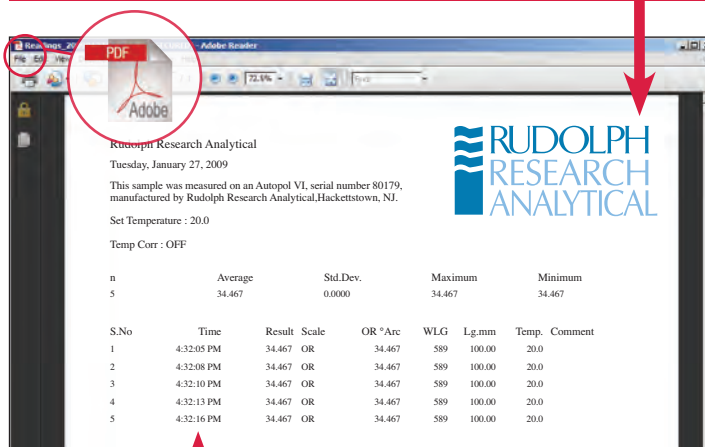 Readings_20
- Adobe Reader
File Edit View
PDF
Adobe
72.5%
RUDOLPH
RESEARCH
ANALYTICAL
Rudolph Research Analytical
Tuesday, January 27, 2009
This sample was measured on an Autopol VI, serial number 80179,
manufactured by Rudolph Research Analytical,Hackettstown, NJ.
Set Temperature : 20.0
Temp Corr : OFF
n Average Std.Dev. Maximum Minimum
5 34.467 0.0000 34.467 34.467
S.No Time Result Scale OR °Arc WLG Lg.mm Temp. Comment
1 4:32:05 PM 34.467 OR 34.467 589 100.00 20.0
2 4:32:08 PM 34.467 OR 34.467 589 100.00 20.0
3 4:32:10 PM 34.467 OR 34.467 589 100.00 20.0
4 4:32:13 PM 34.467 OR 34.467 589 100.00 20.0
5 4:32:16 PM 34.467 OR 34.467 589 100.00 20.0